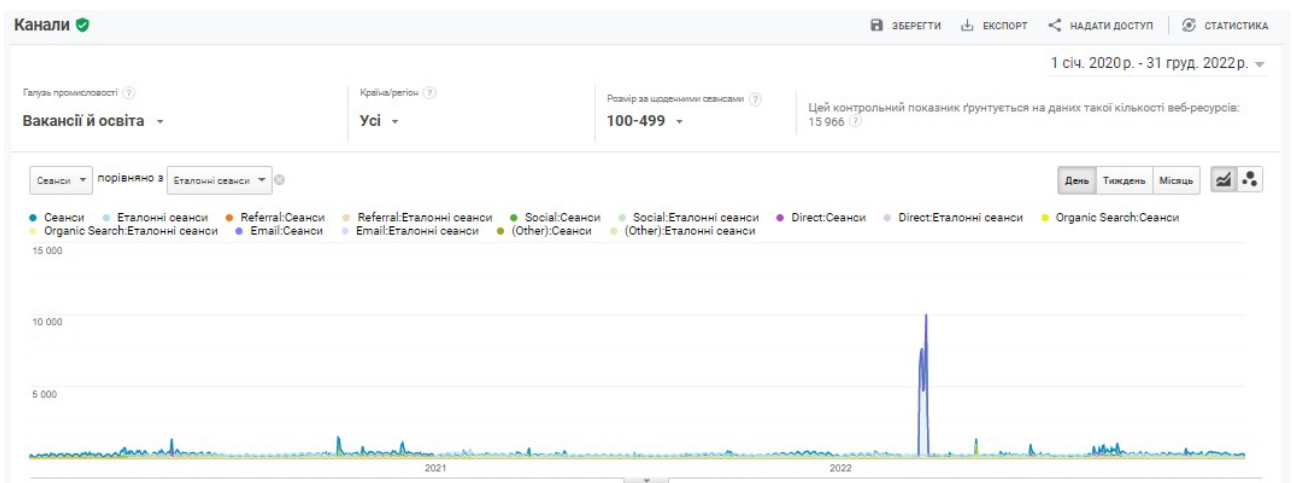 Канали
ЗБЕРЕГТИ ЕКСПОРТ НАДАТИ ДОСТУП СТАТИСТИКА
1 січ. 2020 р. - 31 груд. 2022 р.
Галузь промисловості ?
Вакансії й освіта
Країна/регіон ?
Усі
Розмір за щоденними сеансами ?
100-499
Цей контрольний показник ґрунтується на даних такої кількості веб-ресурсів:
15 966 ?
Сеанси порівняно з Еталонні сеанси
День Тиждень Місяць
Сеанси Еталонні сеанси Referral:Сеанси Referral:Еталонні сеанси Social:Сеанси Social:Еталонні сеанси Direct:Сеанси Direct:Еталонні сеанси Organic Search:Сеанси
Organic Search:Еталонні сеанси Email:Сеанси Email:Еталонні сеанси (Other):Сеанси (Other):Еталонні сеанси
15 000
10 000
5 000
2021 2022